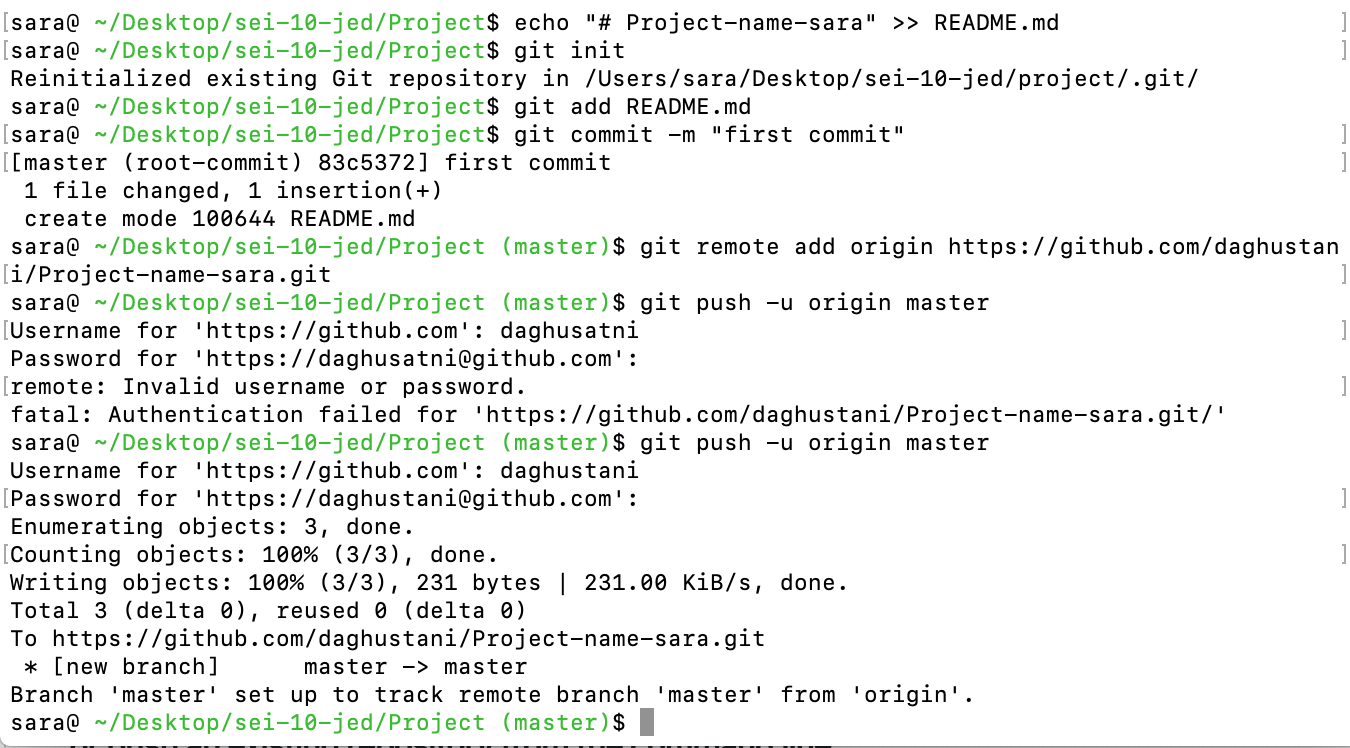 [sara@ ~/Desktop/sei-10-jed/Project$ echo "# Project-name-sara" >> README.md ]
[sara@ ~/Desktop/sei-10-jed/Project$ git init ]
Reinitialized existing Git repository in /Users/sara/Desktop/sei-10-jed/project/.git/
sara@ ~/Desktop/sei-10-jed/Project$ git add README.md
[sara@ ~/Desktop/sei-10-jed/Project$ git commit -m "first commit" ]
[[master (root-commit) 83c5372] first commit ]
1 file changed, 1 insertion(+)
create mode 100644 README.md
sara@ ~/Desktop/sei-10-jed/Project (master)$ git remote add origin https://github.com/daghustan
[i/Project-name-sara.git ]
sara@ ~/Desktop/sei-10-jed/Project (master)$ git push -u origin master
[Username for 'https://github.com': daghusatni ]
Password for 'https://daghusatni@github.com':
[remote: Invalid username or password. ]
fatal: Authentication failed for 'https://github.com/daghustani/Project-name-sara.git/'
sara@ ~/Desktop/sei-10-jed/Project (master)$ git push -u origin master
Username for 'https://github.com': daghustani
[Password for 'https://daghustani@github.com': ]
Enumerating objects: 3, done.
[Counting objects: 100% (3/3), done. ]
Writing objects: 100% (3/3), 231 bytes | 231.00 KiB/s, done.
Total 3 (delta 0), reused 0 (delta 0)
To https://github.com/daghustani/Project-name-sara.git
* [new branch] master -> master
Branch 'master' set up to track remote branch 'master' from 'origin'.
sara@ ~/Desktop/sei-10-jed/Project (master)$